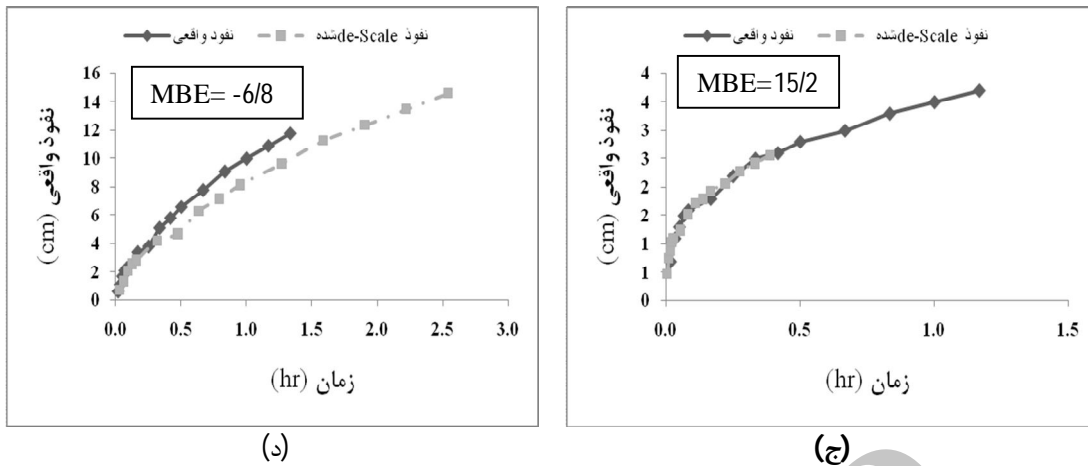 نفوذ واقعی
نفوذ de-Scaleشده
MBE= -6/8
نفوذ واقعی (cm)
16
14
12
10
8
6
4
2
0
0.0 0.5 1.0 1.5 2.0 2.5 3.0
زمان (hr)
(د)
نفوذ واقعی
نفوذ de-Scaleشده
MBE=15/2
نفوذ واقعی (cm)
4
4
3
3
2
2
1
1
0
0.0 0.5 1.0 1.5
زمان (hr)
(ج)